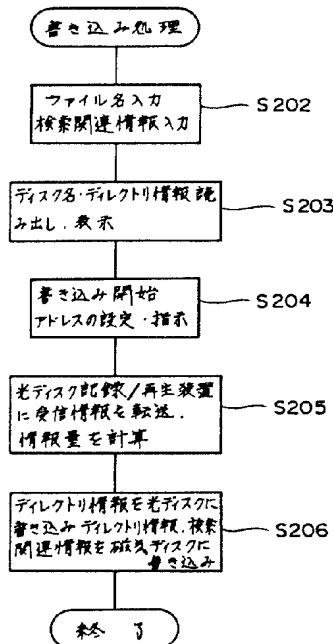 書き込み処理
ファイル名入力
検索関連情報入力
S202
ディスク名・ディレクトリ情報読
み出し、表示
S203
書き込み開始
アドレスの設定・指示
S204
光ディスク記録/再生装置
に受信情報を転送、
情報量を計算
S205
ディレクトリ情報を光ディスクに
書き込みディレクトリ情報、検索
関連情報を磁気ディスクに
書き込み
S206
終了